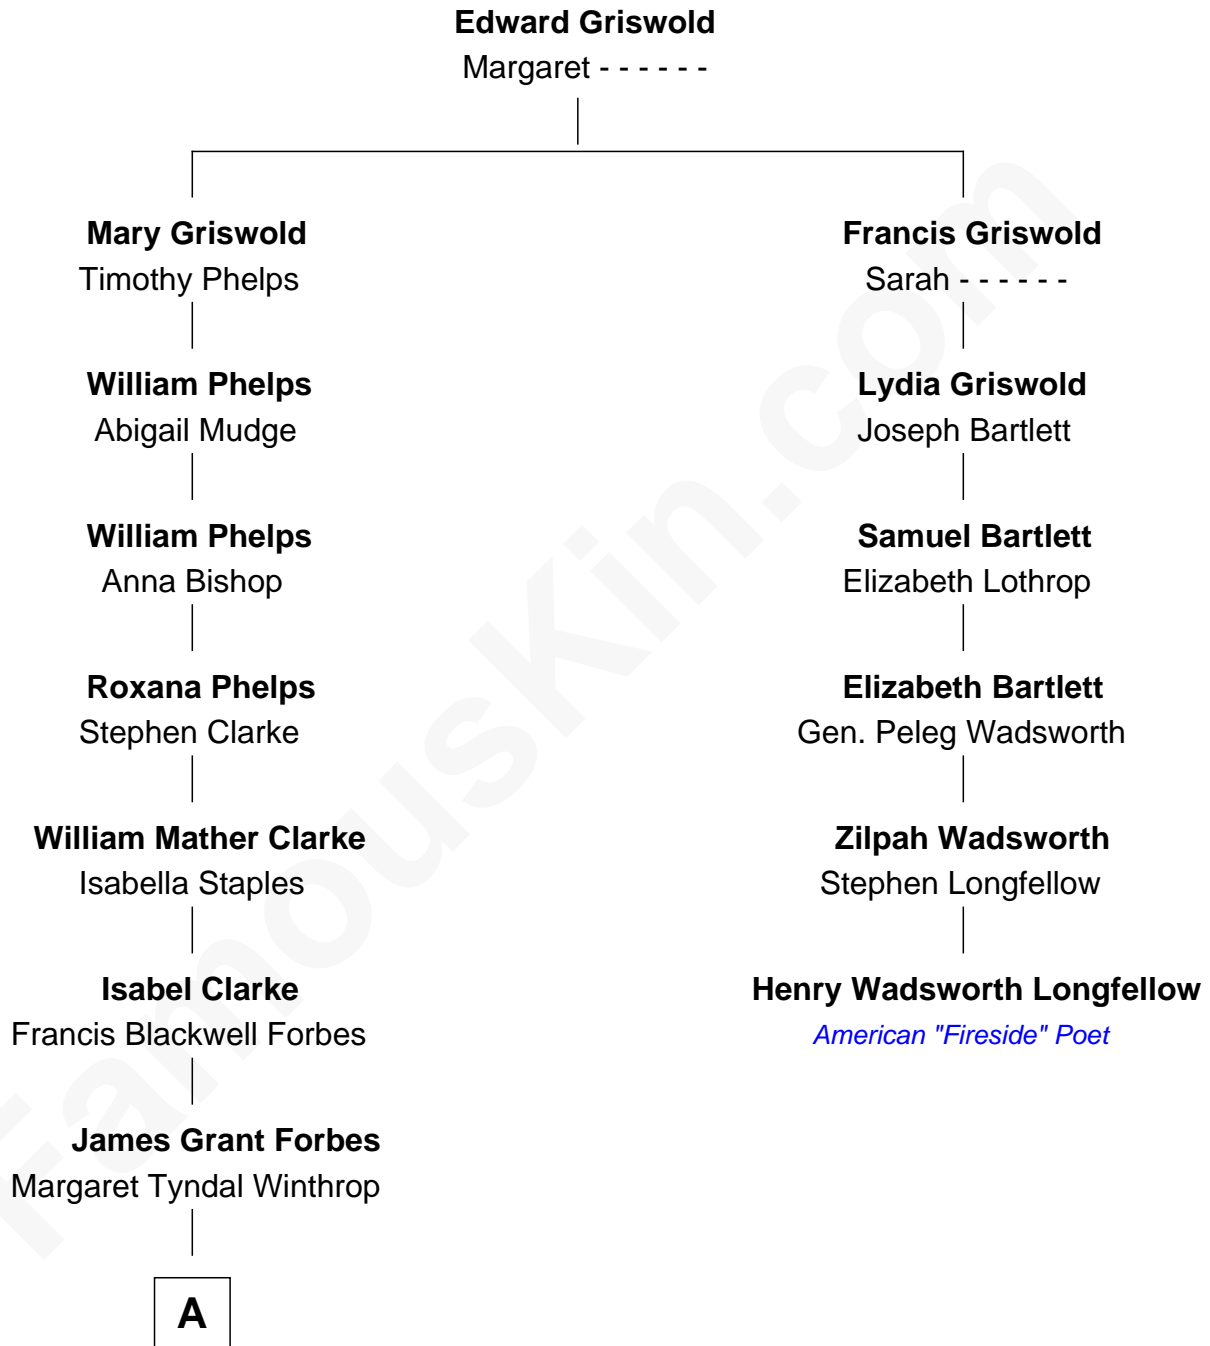 Edward Griswold
Margaret - - - - - -
Mary Griswold
Timothy Phelps
Francis Griswold
Sarah - - - - - -
William Phelps
Abigail Mudge
Lydia Griswold
Joseph Bartlett
William Phelps
Anna Bishop
Samuel Bartlett
Elizabeth Lothrop
Roxana Phelps
Stephen Clarke
Elizabeth Bartlett
Gen. Peleg Wadsworth
William Mather Clarke
Isabella Staples
Zilpah Wadsworth
Stephen Longfellow
Isabel Clarke
Francis Blackwell Forbes
Henry Wadsworth Longfellow
American "Fireside" Poet
James Grant Forbes
Margaret Tyndal Winthrop
A
FamousKin.com